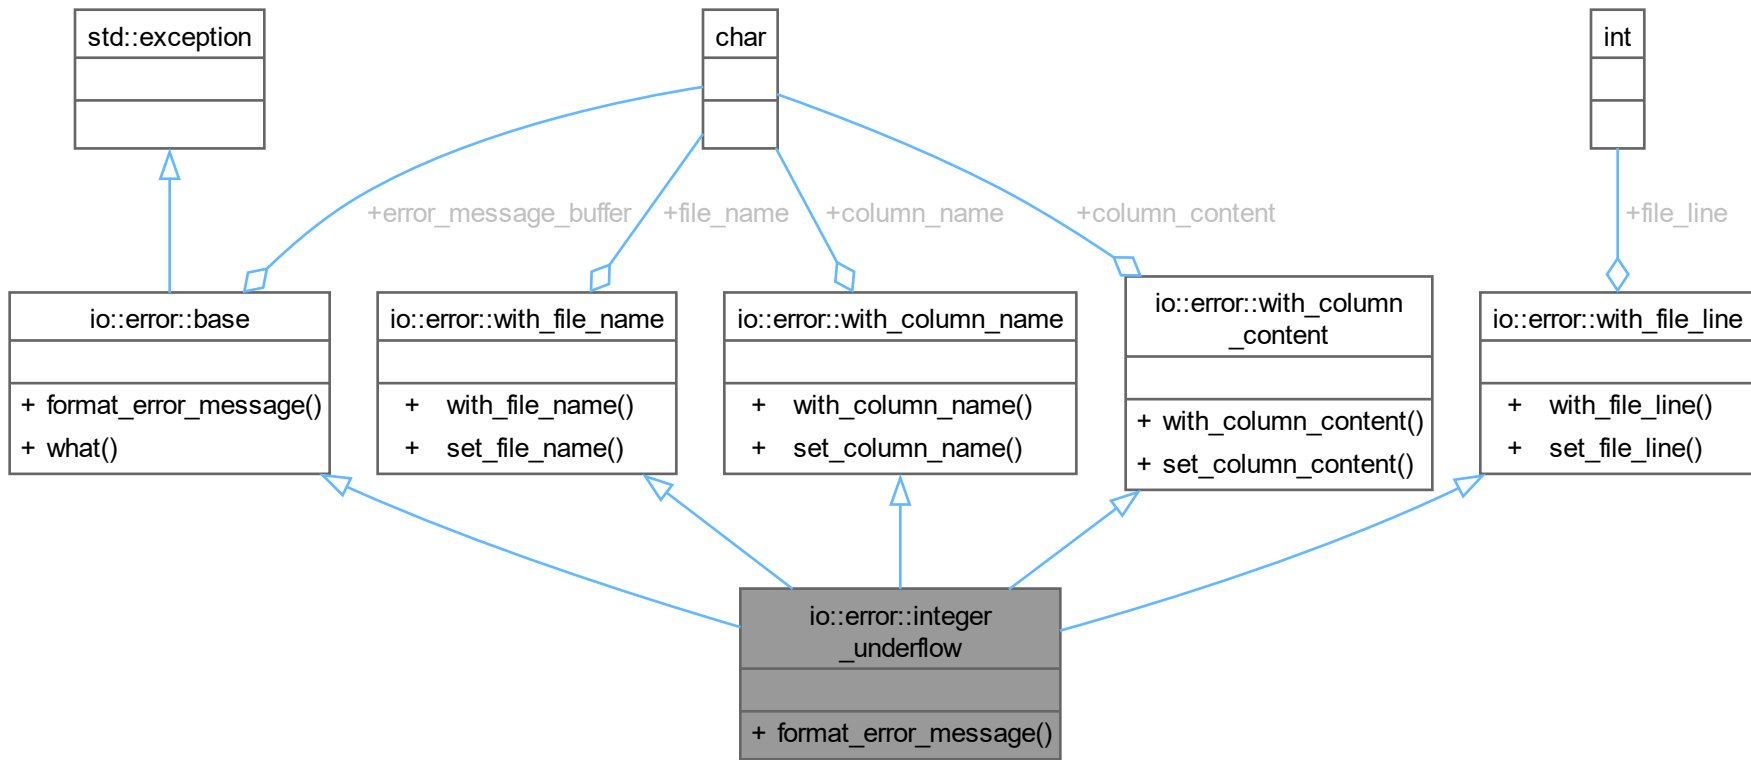 std::exception
char
int
+error_message_buffer
+file_name
+column_name
+column_content
+file_line
io::error::base
+ format_error_message()
+ what()
io::error::with_file_name
+ with_file_name()
+ set_file_name()
io::error::with_column_name
+ with_column_name()
+ set_column_name()
io::error::with_column
_content
+ with_column_content()
+ set_column_content()
io::error::with_file_line
+ with_file_line()
+ set_file_line()
io::error::integer
_underflow
+ format_error_message()